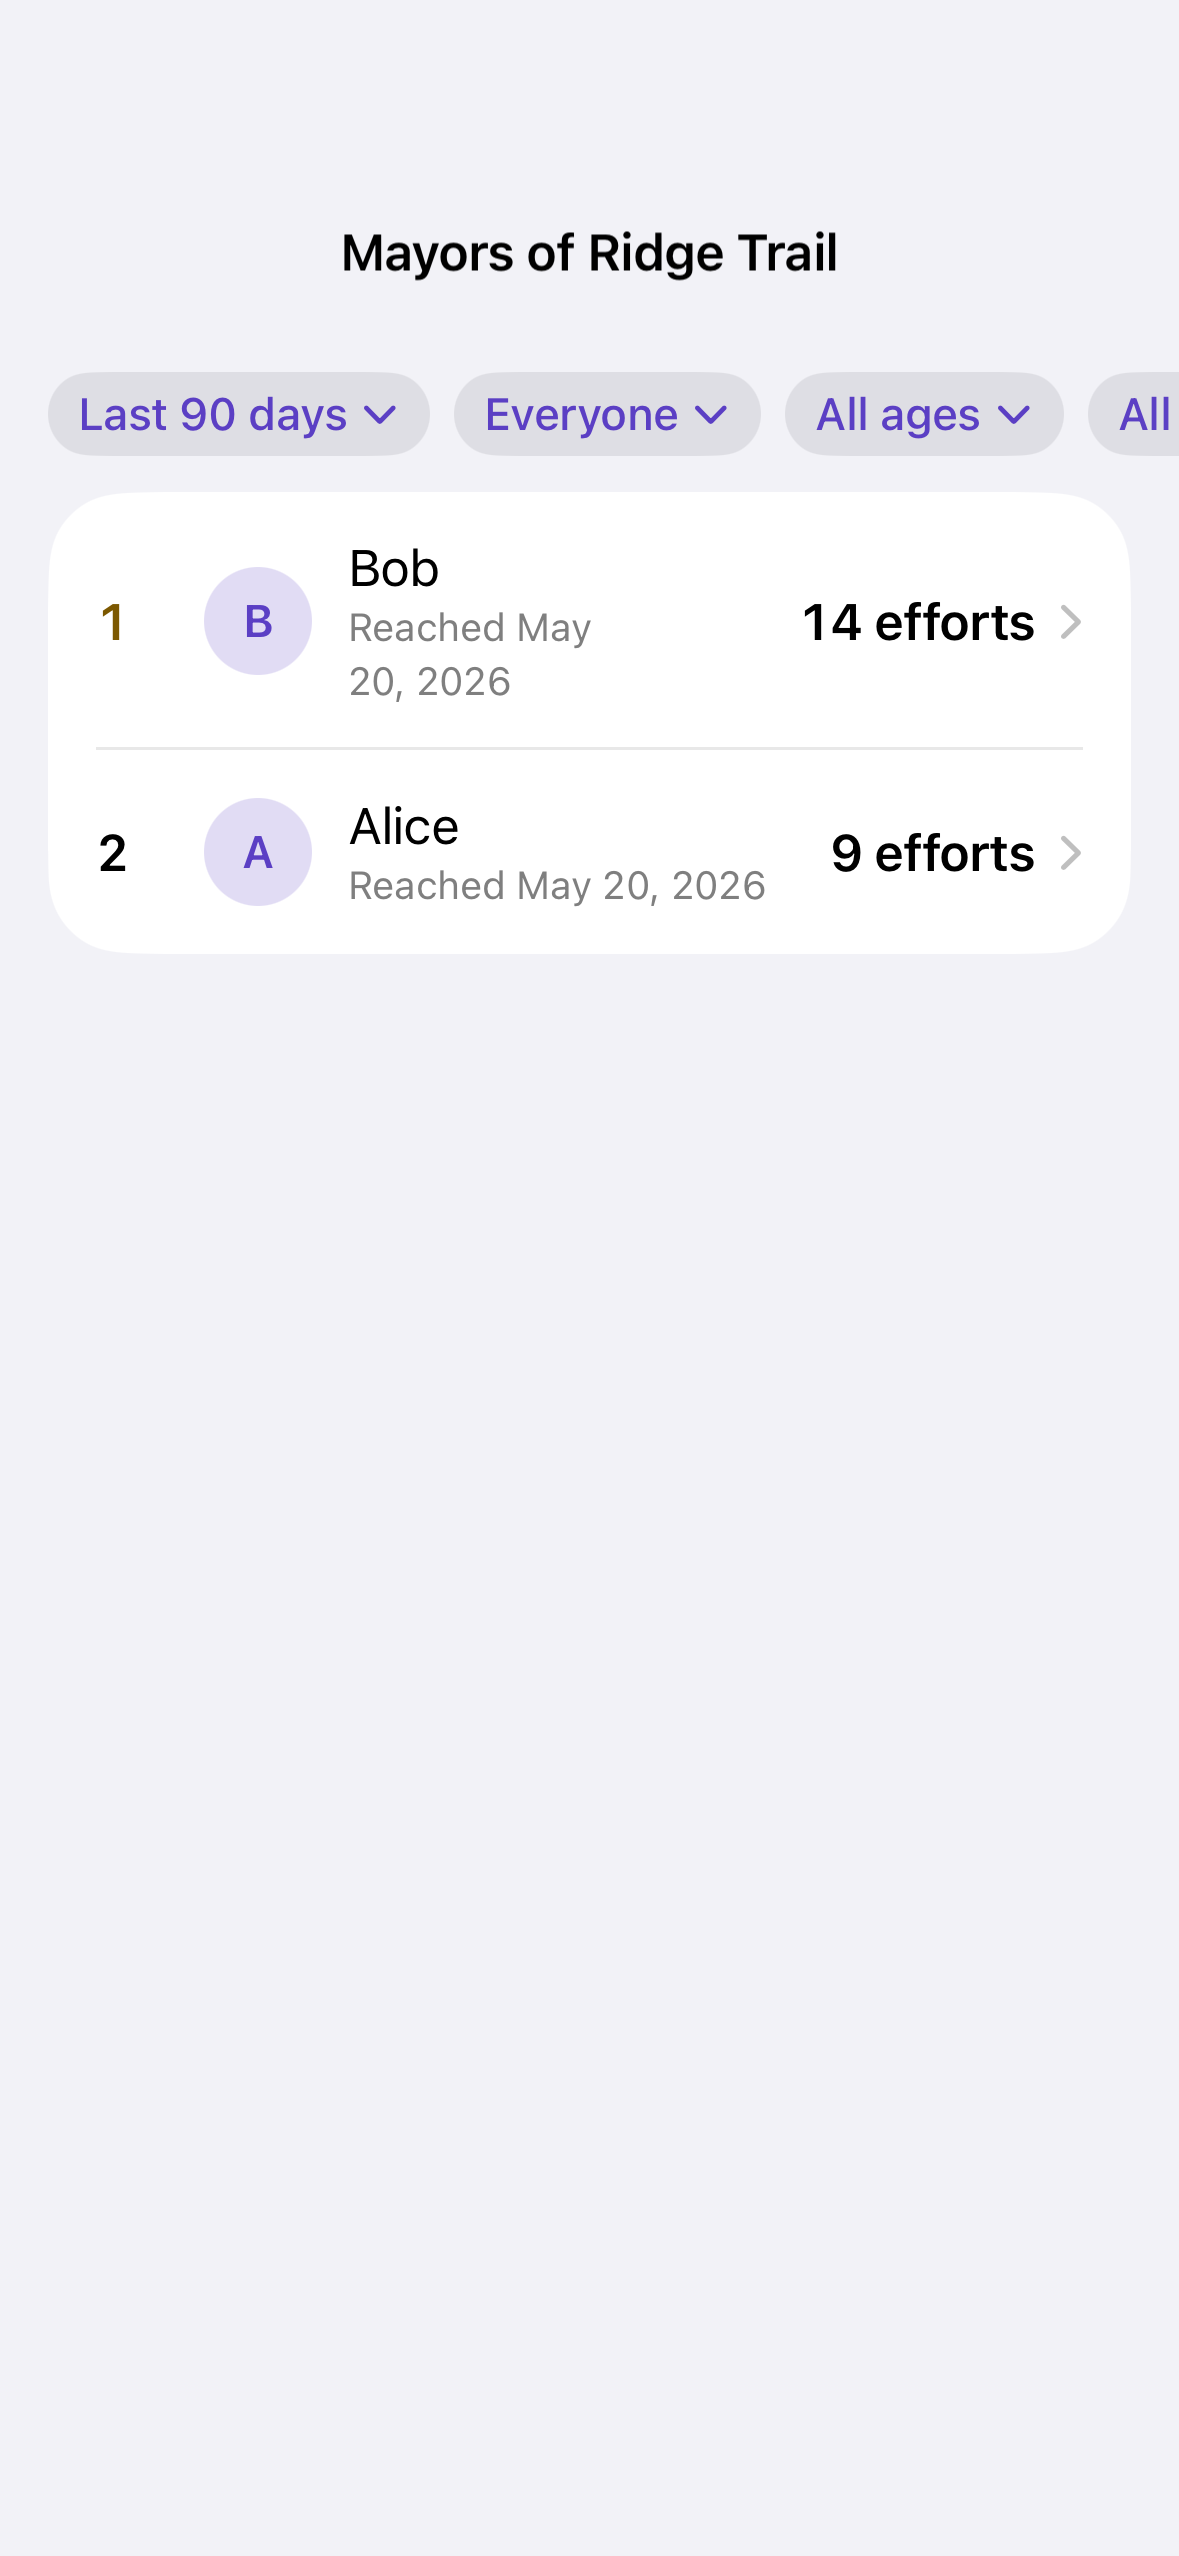 Mayors of Ridge Trail
Last 90 days Everyone All ages All
1 B Bob 14 efforts
Reached May
20, 2026
2 A Alice 9 efforts
Reached May 20, 2026